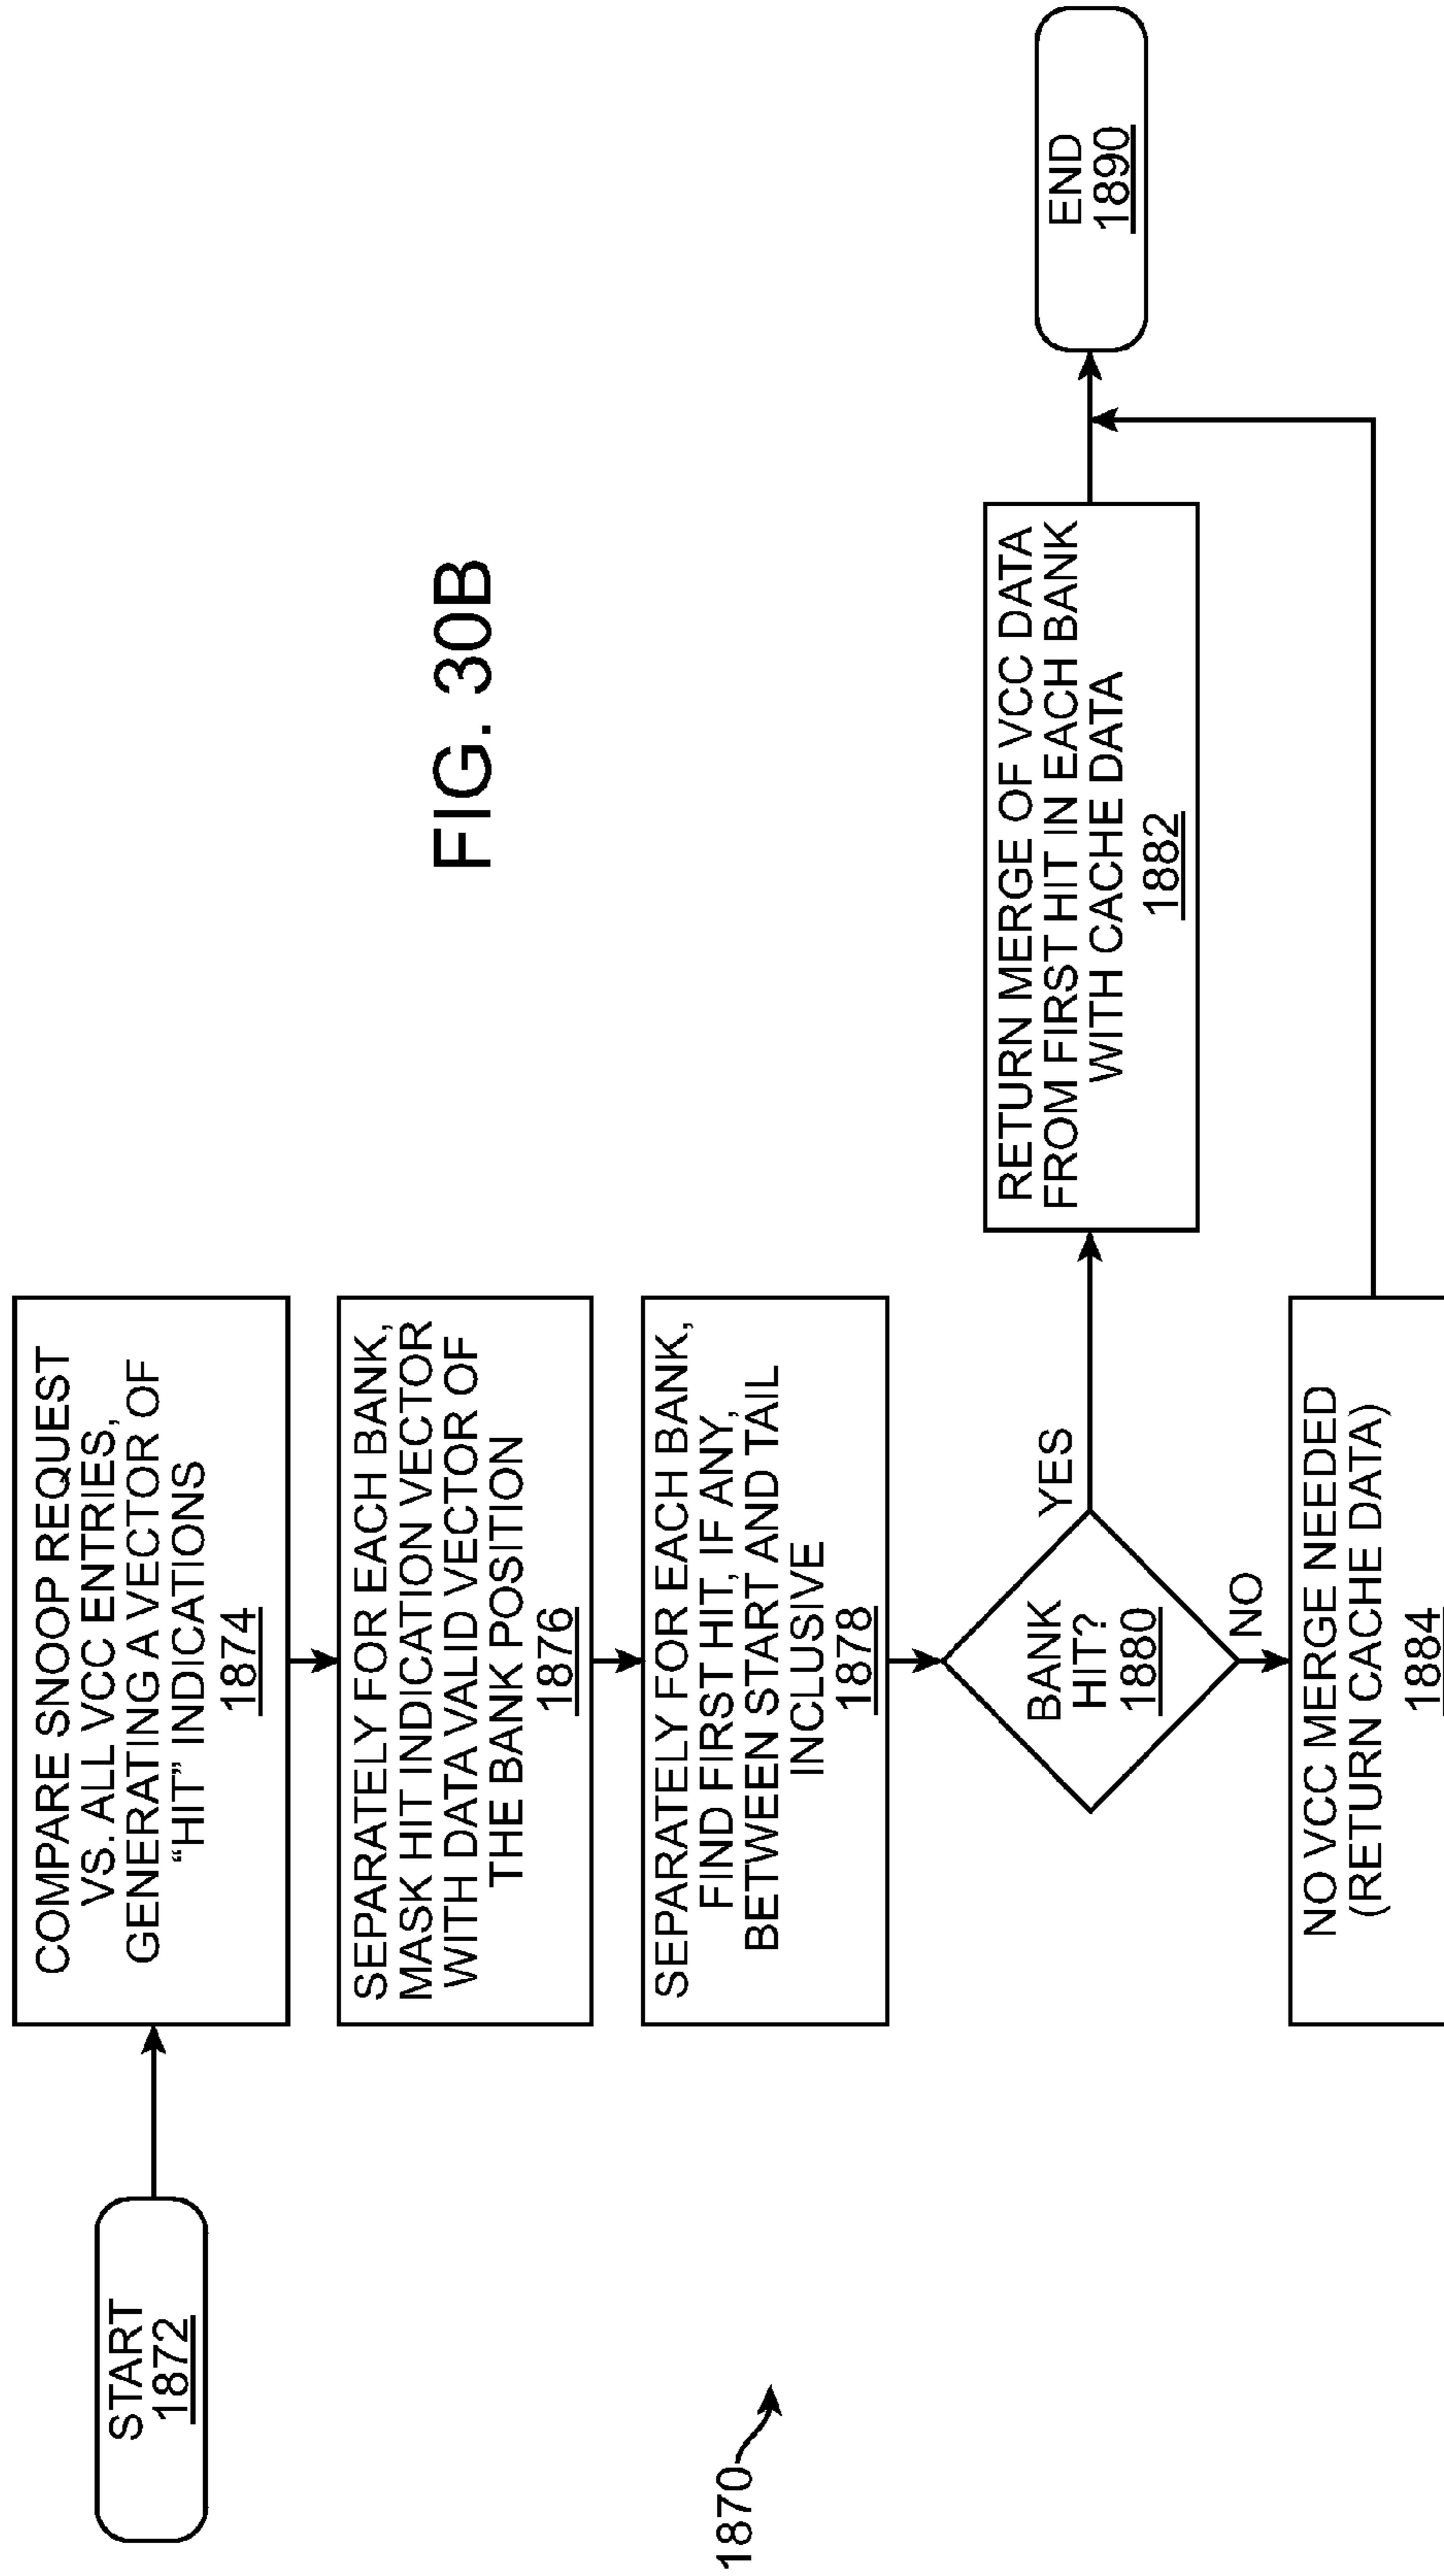 START
1872
COMPARE SNOOP REQUEST
VS. ALL VCC ENTRIES,
GENERATING A VECTOR OF
“HIT” INDICATIONS
1874
SEPARATELY FOR EACH BANK,
MASK HIT INDICATION VECTOR
WITH DATA VALID VECTOR OF
THE BANK POSITION
1876
SEPARATELY FOR EACH BANK,
FIND FIRST HIT, IF ANY,
BETWEEN START AND TAIL
INCLUSIVE
1878
BANK
HIT?
1880
YES
NO
RETURN MERGE OF VCC DATA
FROM FIRST HIT IN EACH BANK
WITH CACHE DATA
1882
NO VCC MERGE NEEDED
(RETURN CACHE DATA)
1884
END
1890
1870
FIG. 30B